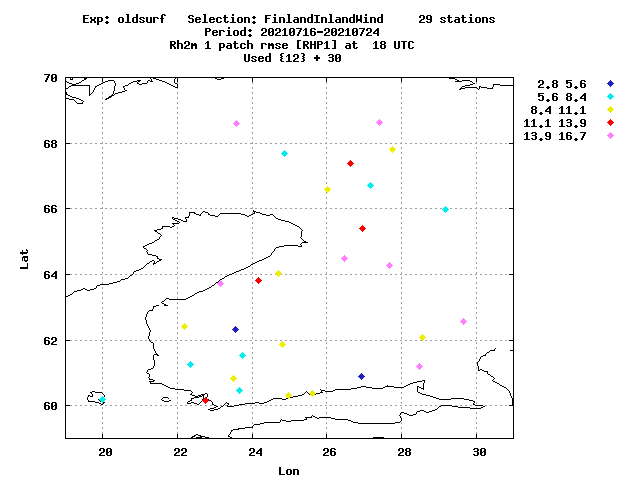 Exp: oldsurf   Selection: FinlandInlandWind     29 stations
Period: 20210716-20210724
Rh2m 1 patch rmse [RHP1] at  18 UTC
Used {12} + 30
70
68
66
64
62
60
Lat
20 22 24 26 28 30
Lon
2.8 5.6
5.6 8.4
8.4 11.1
11.1 13.9
13.9 16.7